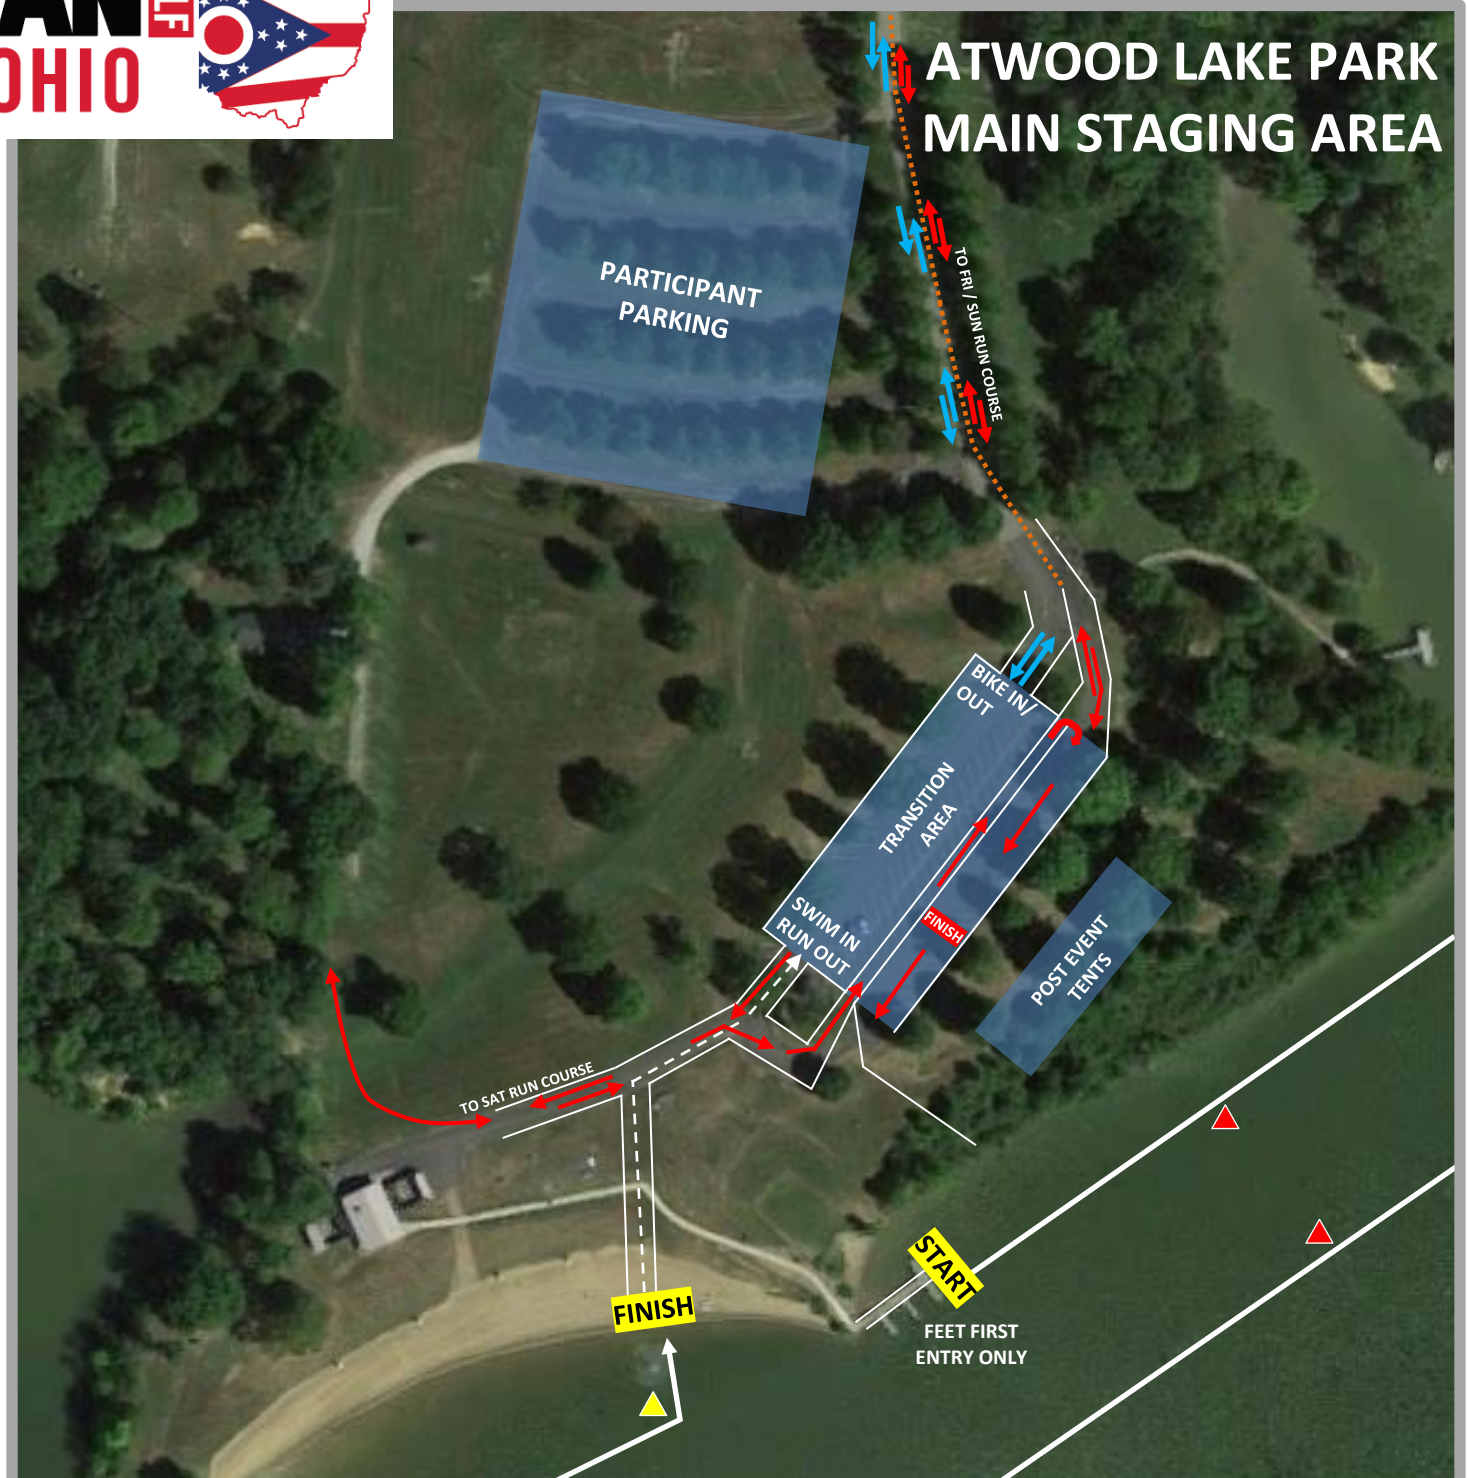 OHIO
ATWOOD LAKE PARK
MAIN STAGING AREA
PARTICIPANT
PARKING
TO FRI / SUN RUN COURSE
BIKE IN/
OUT
TRANSITION
AREA
SWIM IN
RUN OUT
FINISH
POST EVENT
TENTS
TO SAT RUN COURSE
START
FINISH
FEET FIRST
ENTRY ONLY